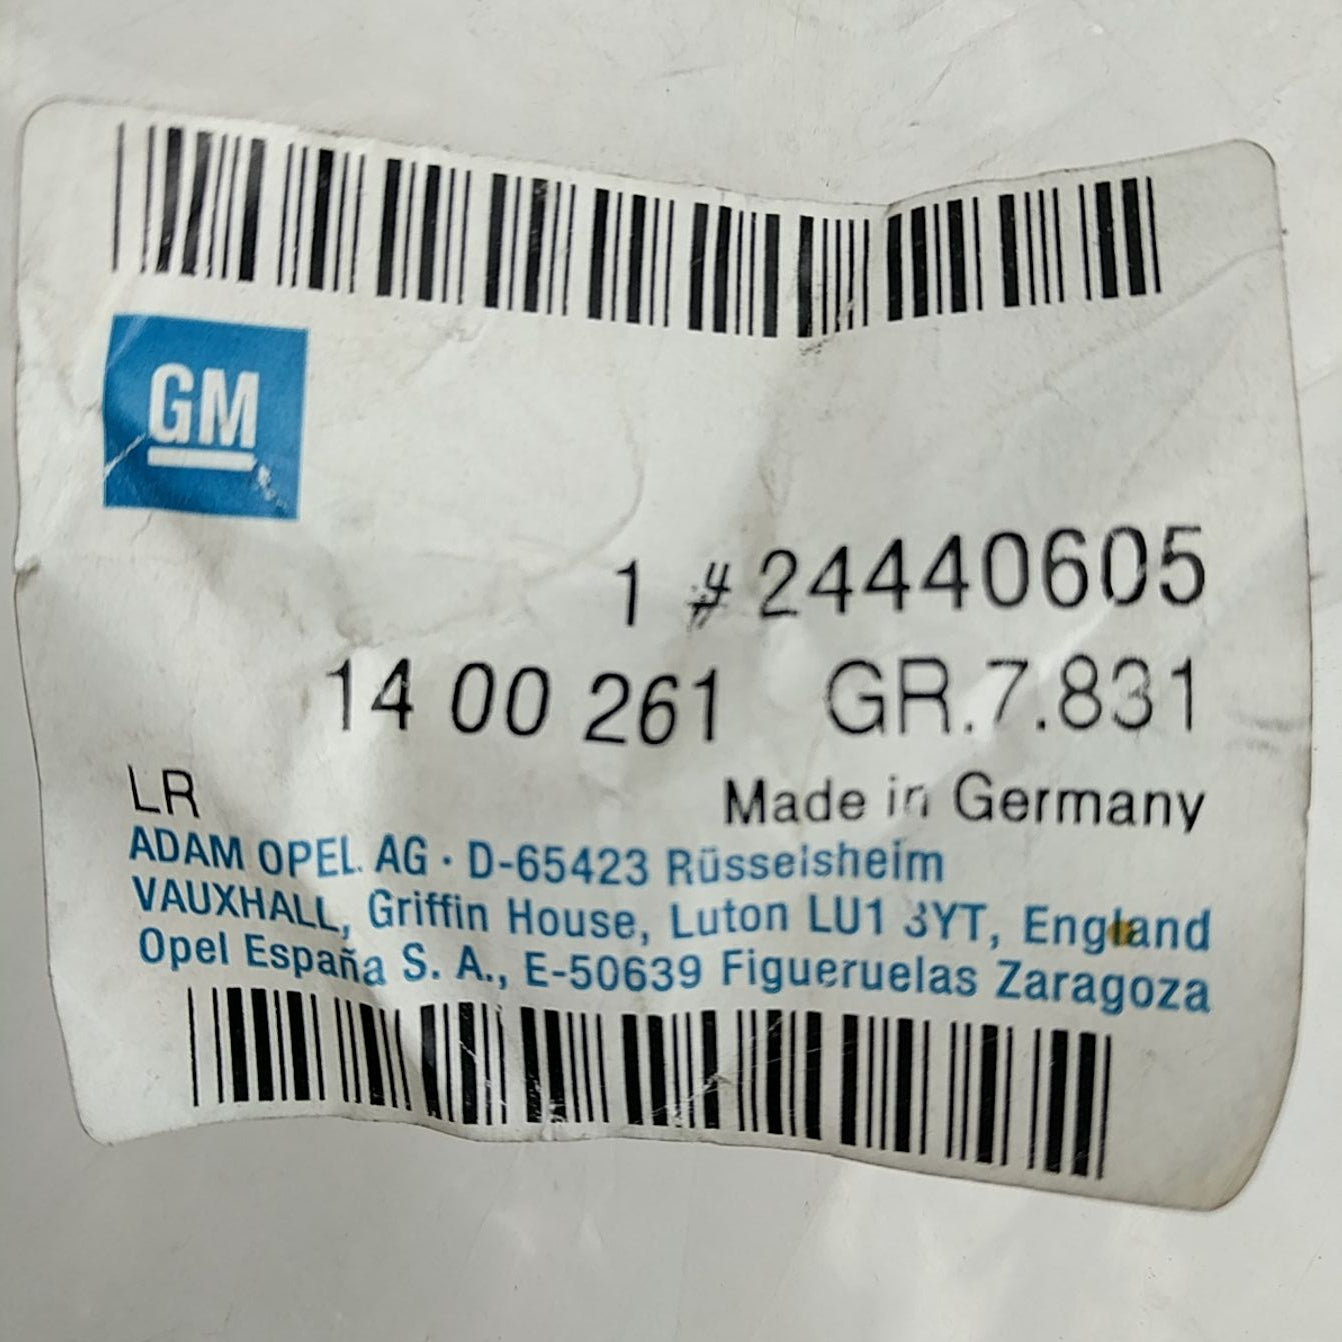 GM
1 # 24440605
14 00 261 GR.7.831
LR Made in Germany
ADAM OPEL AG · D-65423 Rüsselsheim
VAUXHALL, Griffin House, Luton LU1 3YT, England
Opel España S. A., E-50639 Figueruelas Zaragoza